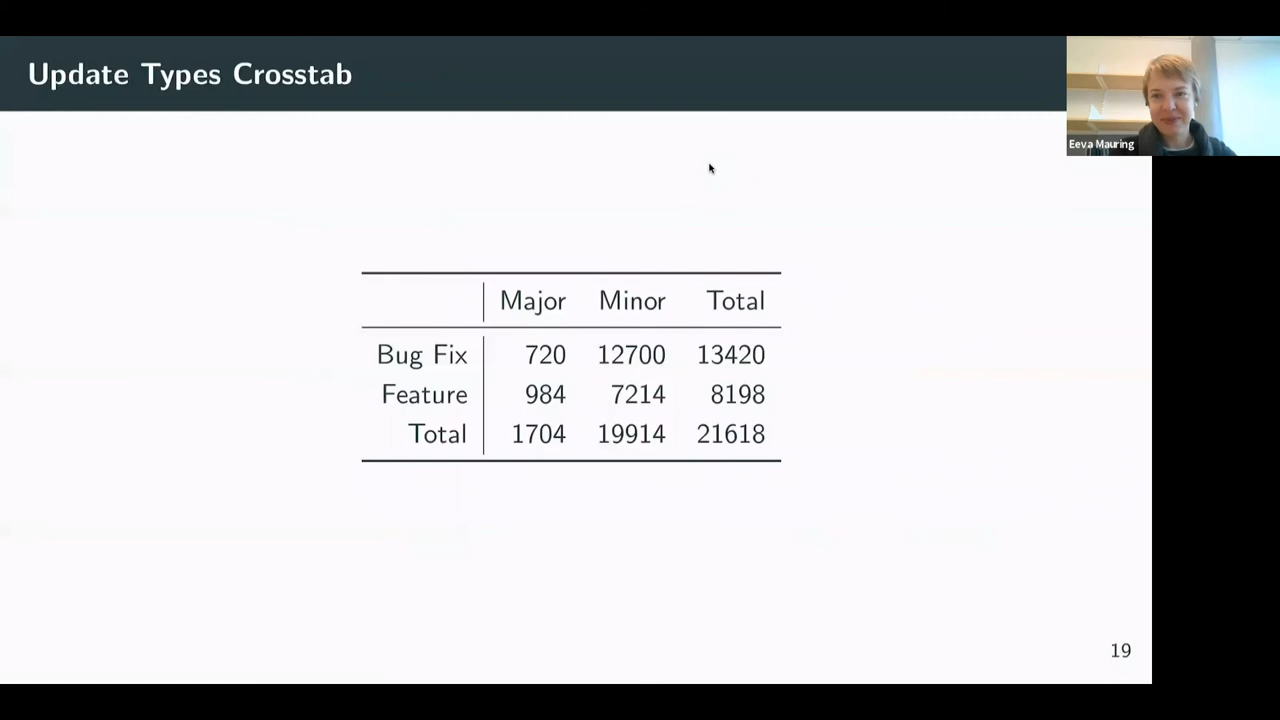 Update Types Crosstab
Eeva Mauring
Major Minor Total
Bug Fix 720 12700 13420
Feature 984 7214 8198
Total 1704 19914 21618
19